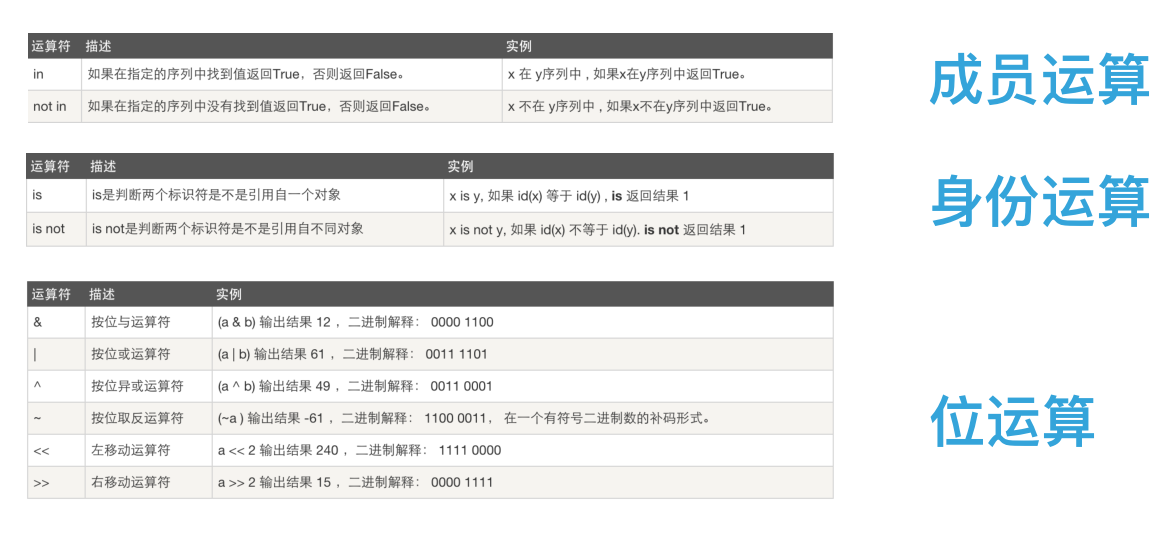 运算符 描述 实例
in 如果在指定的序列中找到值返回True，否则返回False。 x 在 y序列中 , 如果x在y序列中返回True。
not in 如果在指定的序列中没有找到值返回True，否则返回False。 x 不在 y序列中 , 如果x不在y序列中返回True。
成员运算
运算符 描述 实例
is is是判断两个标识符是不是引用自一个对象 x is y, 如果 id(x) 等于 id(y) , is 返回结果 1
is not is not是判断两个标识符是不是引用自不同对象 x is not y, 如果 id(x) 不等于 id(y). is not 返回结果 1
身份运算
运算符 描述 实例
& 按位与运算符 (a & b) 输出结果 12 ，二进制解释： 0000 1100
| 按位或运算符 (a | b) 输出结果 61 ，二进制解释： 0011 1101
^ 按位异或运算符 (a ^ b) 输出结果 49 ，二进制解释： 0011 0001
~ 按位取反运算符 (~a ) 输出结果 -61 ，二进制解释： 1100 0011， 在一个有符号二进制数的补码形式。
<< 左移动运算符 a << 2 输出结果 240 ，二进制解释： 1111 0000
>> 右移动运算符 a >> 2 输出结果 15 ，二进制解释： 0000 1111
位运算